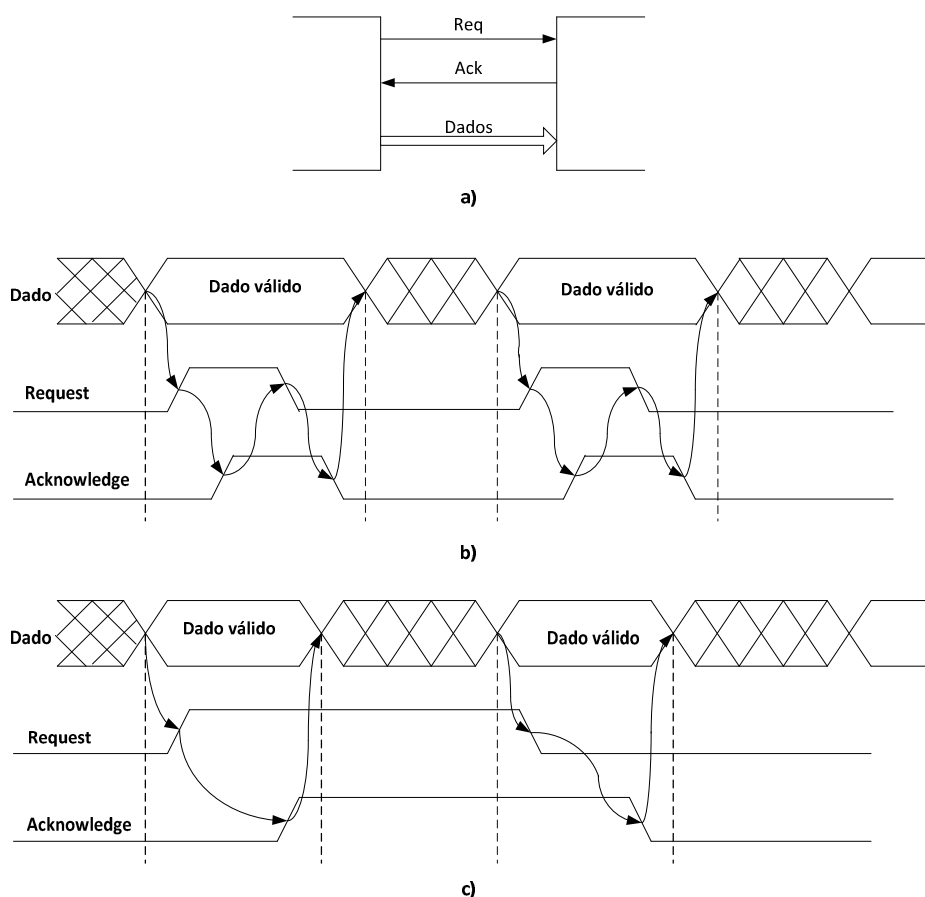 Req
Ack
Dados
a)
Dado
Dado válido
Dado válido
Request
Acknowledge
b)
Dado
Dado válido
Dado válido
Request
Acknowledge
c)